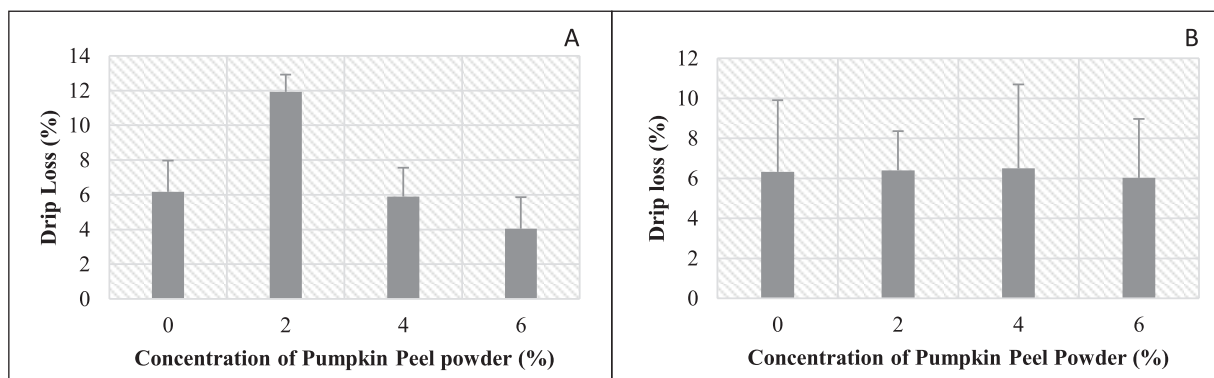 A
Drip Loss (%)
14
12
10
8
6
4
2
0
0 2 4 6
Concentration of Pumpkin Peel powder (%)
B
Drip loss (%)
12
10
8
6
4
2
0
0 2 4 6
Concentration of Pumpkin Peel Powder (%)